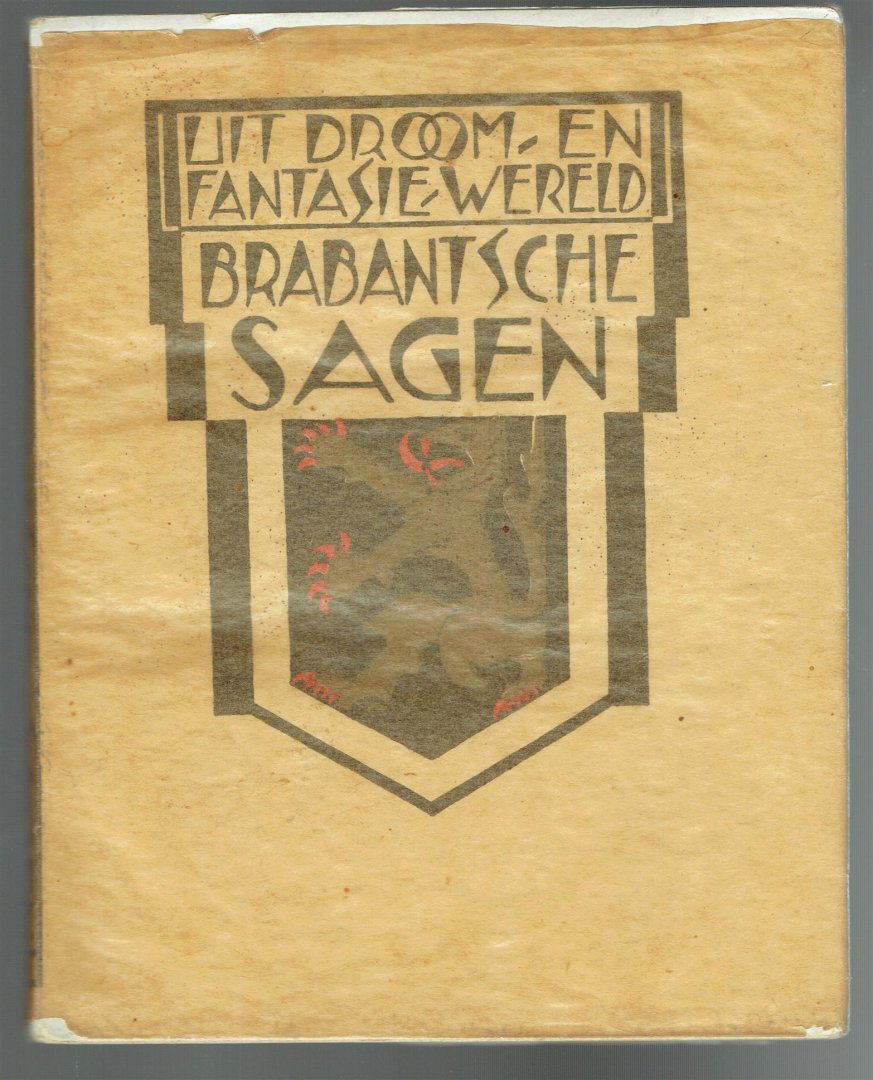 UIT DROOM- EN
FANTASIE-WERELD
BRABANTSCHE
SAGEN